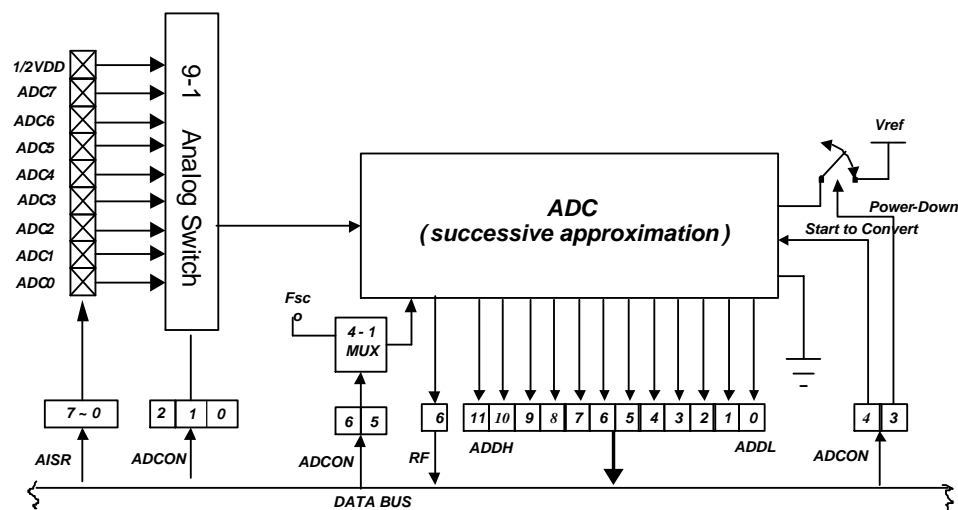 1/2VDD
ADC7
ADC6
ADC5
ADC4
ADC3
ADC2
ADC1
ADC0
9-1 Analog Switch
ADC
(successive approximation)
Vref
Power-Down
Start to Convert
Fsc
o
4-1
MUX
7~0
2 1 0
6 5
6
11 10 9 8 7 6 5 4 3 2 1 0
4 3
AISR
ADCON
ADCON
RF
ADDH
ADDL
ADCON
DATA BUS